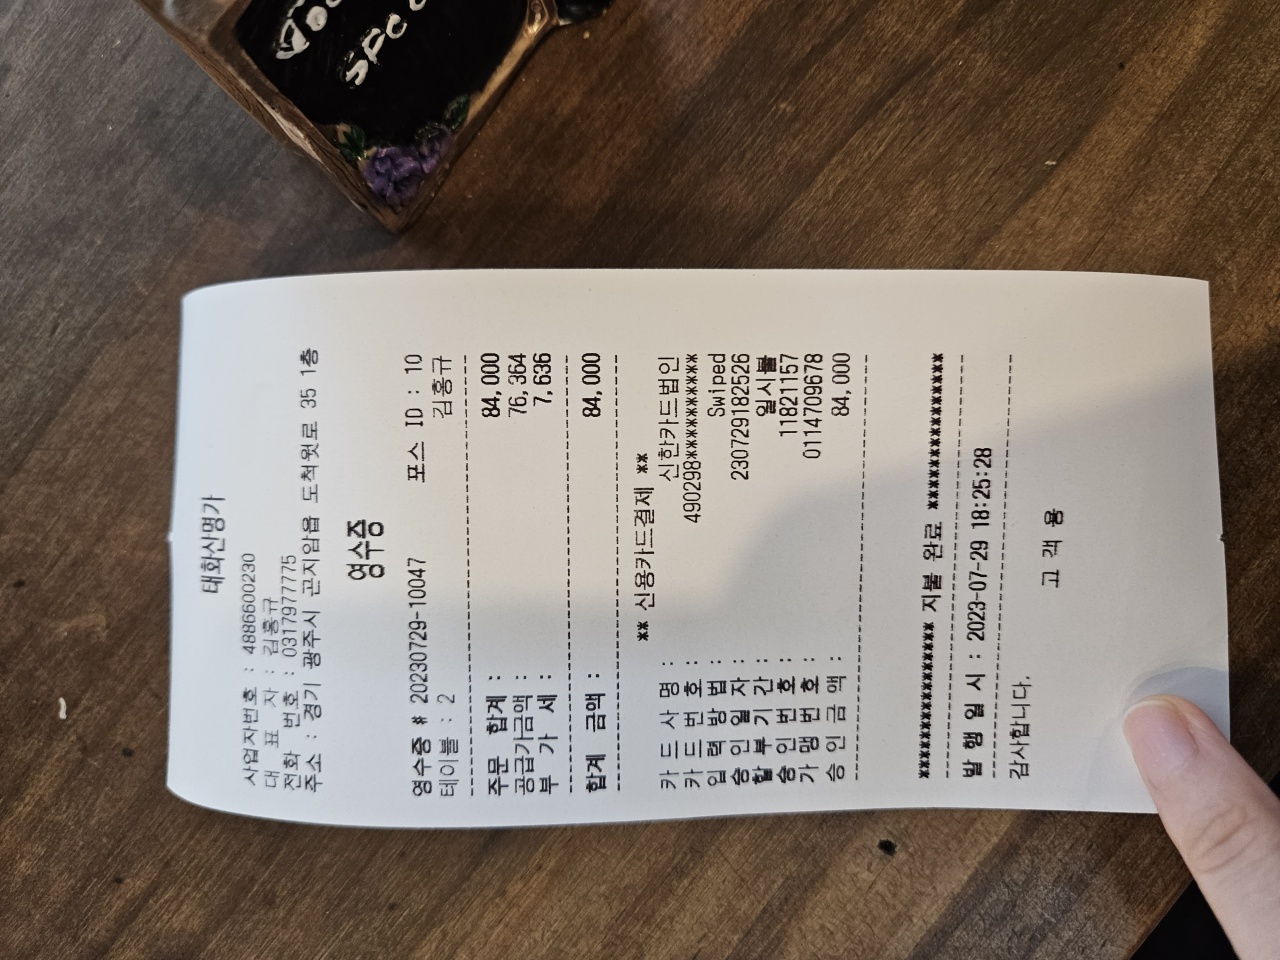 태화산명가
사업자번호 : 4886600230
대 표 자 : 김홍규
전화 번호 : 0317977775
주소 : 경기 광주시 곤지암읍 도척윗로 35 1층
영수증
영수증 # 20230729-10047 포스 ID : 10
테이블 : 2 김홍규
주문 합계 : 84,000
공급가금액 : 76,364
부 가 세 : 7,636
합계 금액 : 84,000
** 신용카드결제 **
카 드 사 명 : 신한카드법인
카 드 번 호 : 490298**********
입 력 방 법 : Swiped
승 인 일 자 : 230729182526
할 부 기 간 : 일시불
승 인 번 호 : 11821157
가 맹 번 호 : 0114709678
승 인 금 액 : 84,000
**************** 지불 완료 ****************
발 행 일 시 : 2023-07-29 18:25:28
감사합니다.
고 객 용